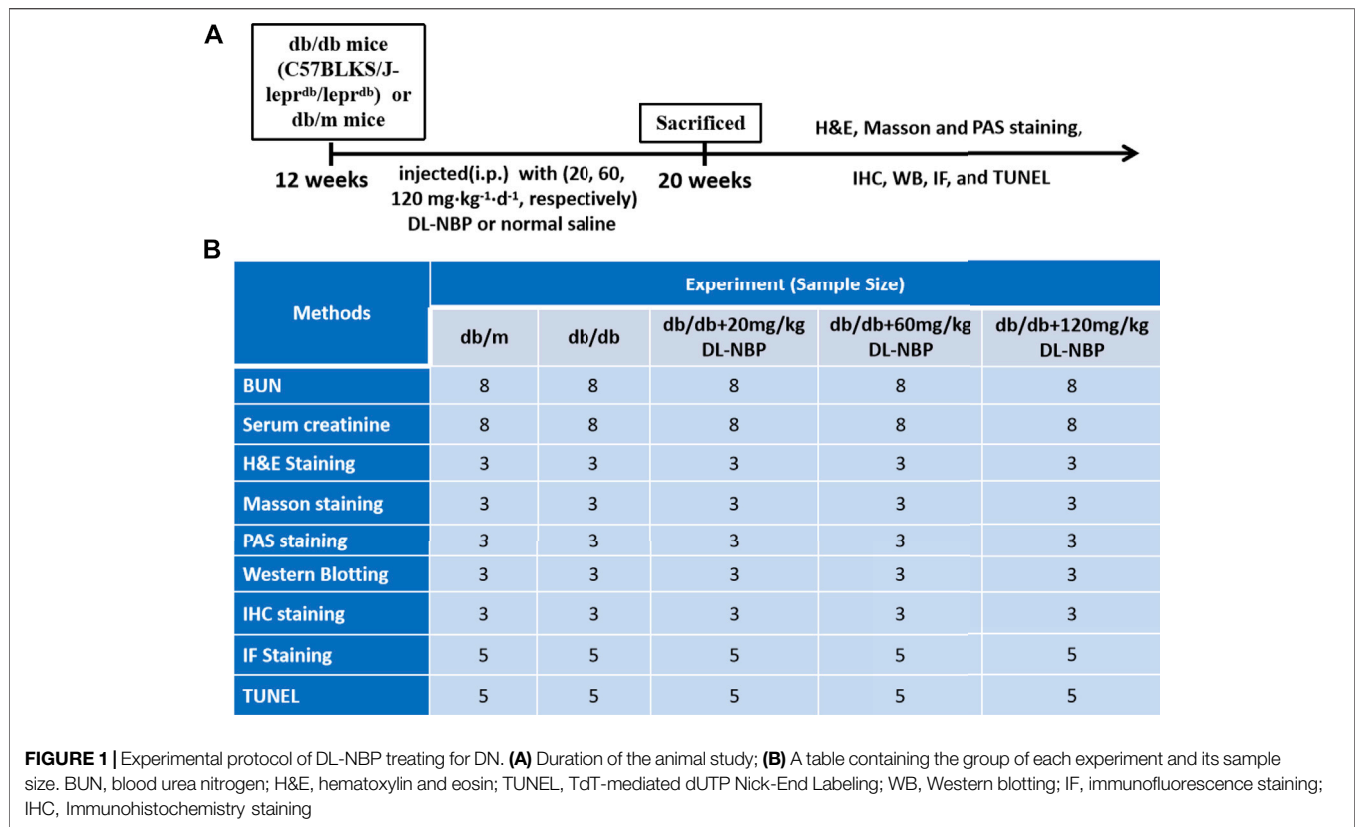 A
db/db mice
(C57BLKS/J-
lepr^db/lepr^db) or
db/m mice
Sacrificed
H&E, Masson and PAS staining,
12 weeks
injected(i.p.) with (20, 60,
120 mg·kg⁻¹·d⁻¹, respectively)
DL-NBP or normal saline
20 weeks
IHC, WB, IF, and TUNEL
B
Methods
Experiment (Sample Size)
db/m
db/db
db/db+20mg/kg
DL-NBP
db/db+60mg/kg
DL-NBP
db/db+120mg/kg
DL-NBP
BUN 8 8 8 8 8
Serum creatinine 8 8 8 8 8
H&E Staining 3 3 3 3 3
Masson staining 3 3 3 3 3
PAS staining 3 3 3 3 3
Western Blotting 3 3 3 3 3
IHC staining 3 3 3 3 3
IF Staining 5 5 5 5 5
TUNEL 5 5 5 5 5
FIGURE 1 | Experimental protocol of DL-NBP treating for DN. (A) Duration of the animal study; (B) A table containing the group of each experiment and its sample
size. BUN, blood urea nitrogen; H&E, hematoxylin and eosin; TUNEL, TdT-mediated dUTP Nick-End Labeling; WB, Western blotting; IF, immunofluorescence staining;
IHC, Immunohistochemistry staining